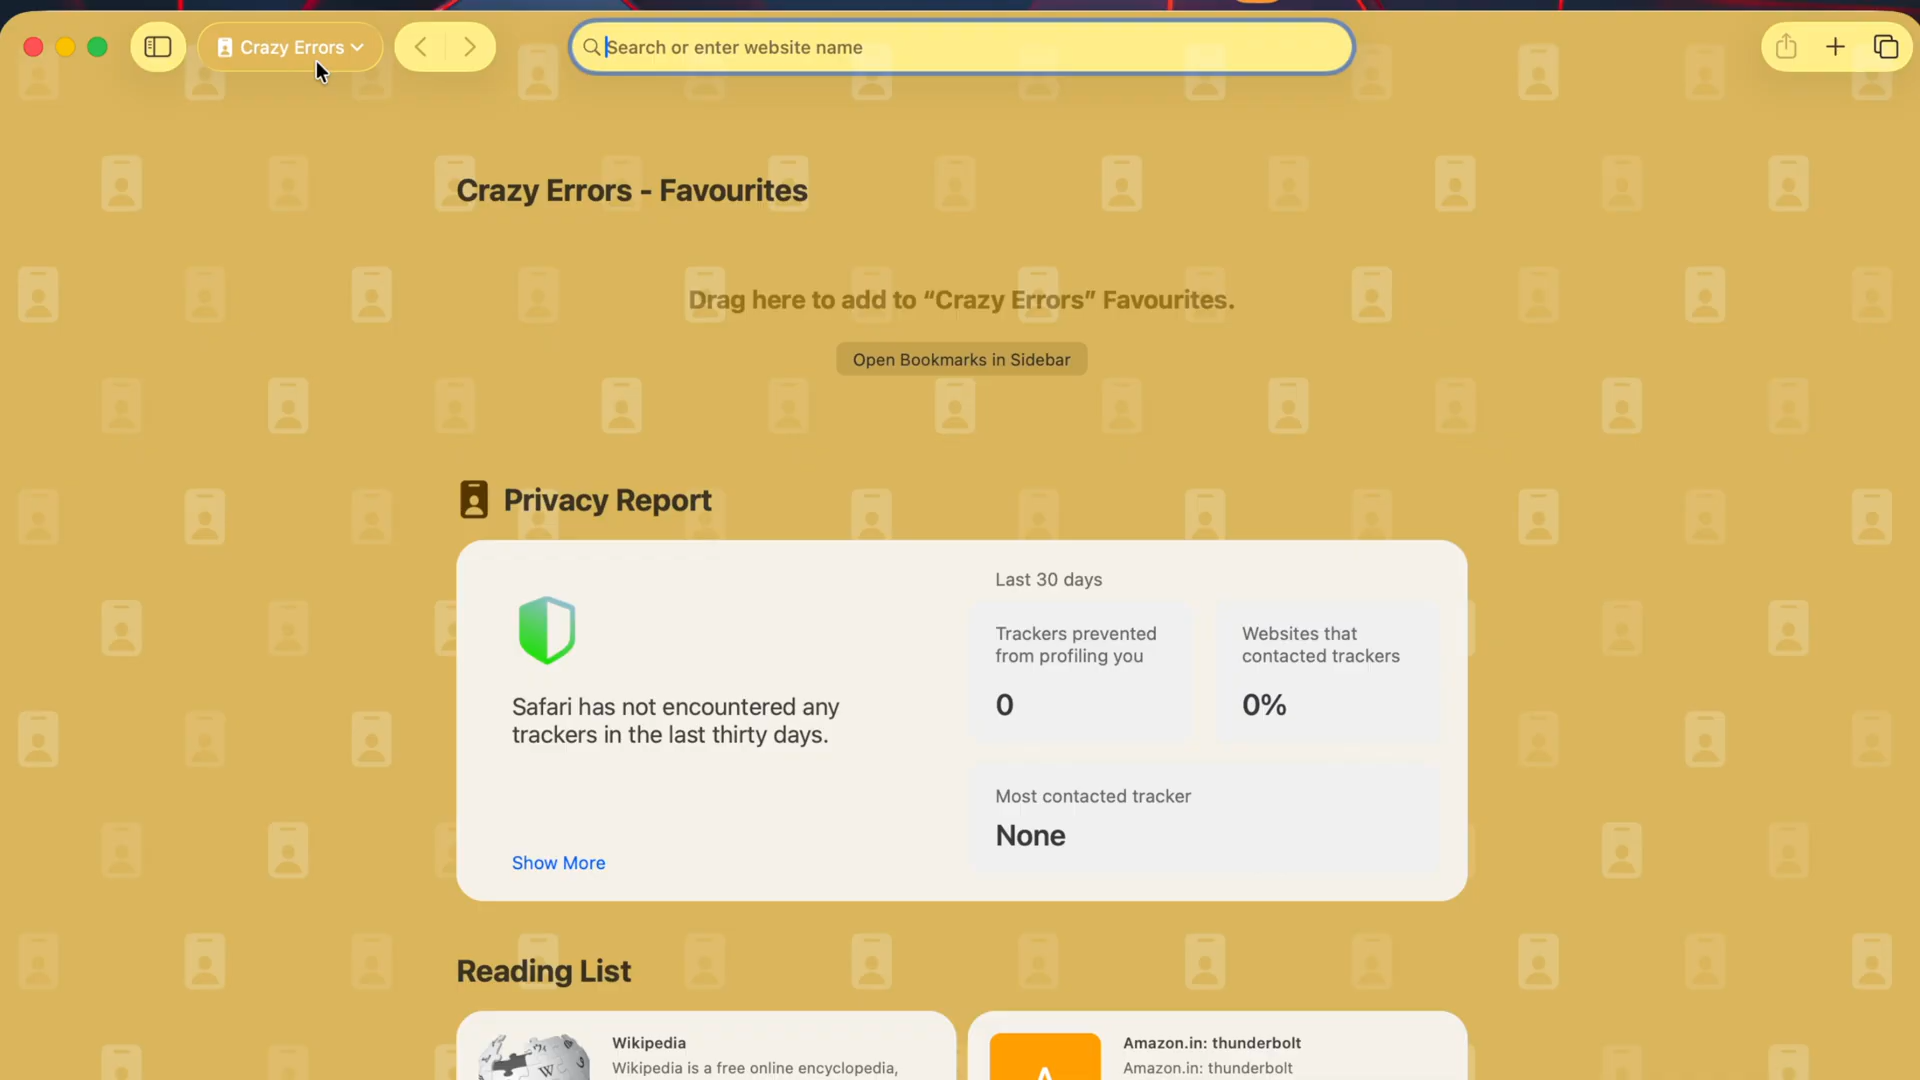 Crazy Errors
Search or enter website name
Crazy Errors - Favourites
Drag here to add to “Crazy Errors” Favourites.
Open Bookmarks in Sidebar
Privacy Report
Last 30 days
Trackers prevented
from profiling you
0
Websites that
contacted trackers
0%
Safari has not encountered any
trackers in the last thirty days.
Most contacted tracker
None
Show More
Reading List
Wikipedia
Wikipedia is a free online encyclopedia,
A
Amazon.in: thunderbolt
Amazon.in: thunderbolt